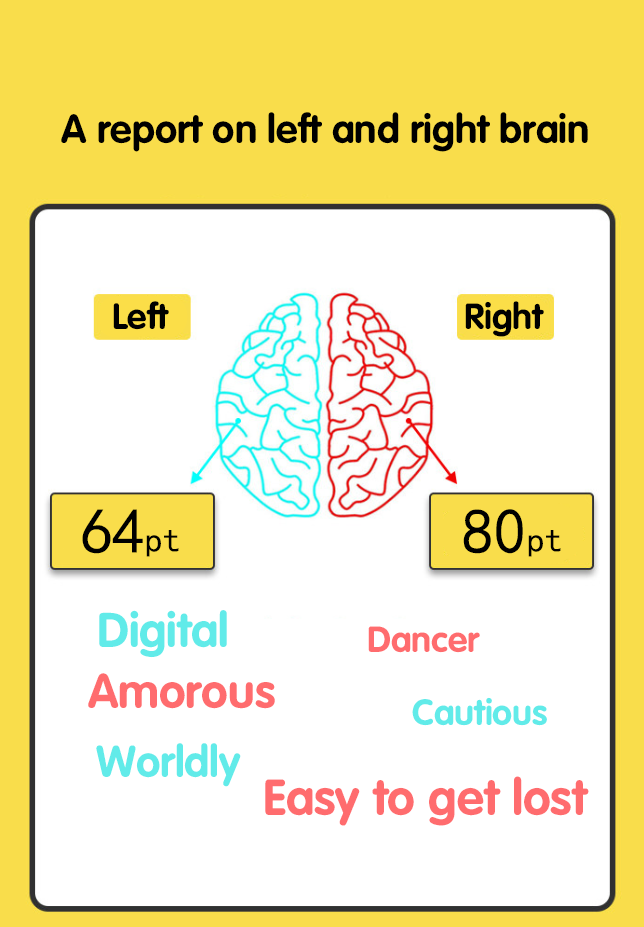 A report on left and right brain
Left
Right
64pt
80pt
Digital
Dancer
Amorous
Cautious
Worldly
Easy to get lost